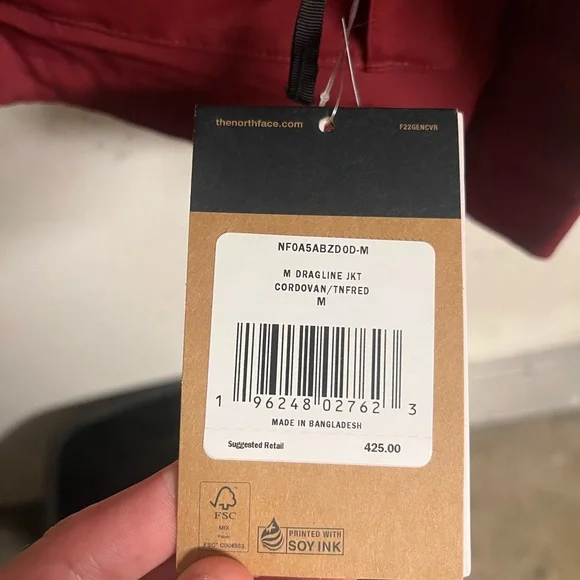 thenorthface.com
F22GENCVR
NF0A5ABZD0D-M
M DRAGLINE JKT
CORDOVAN/TNFRED
M
1 96248 02762 3
MADE IN BANGLADESH
Suggested Retail 425.00
FSC
MIX
Paper
PRINTED WITH
SOY INK